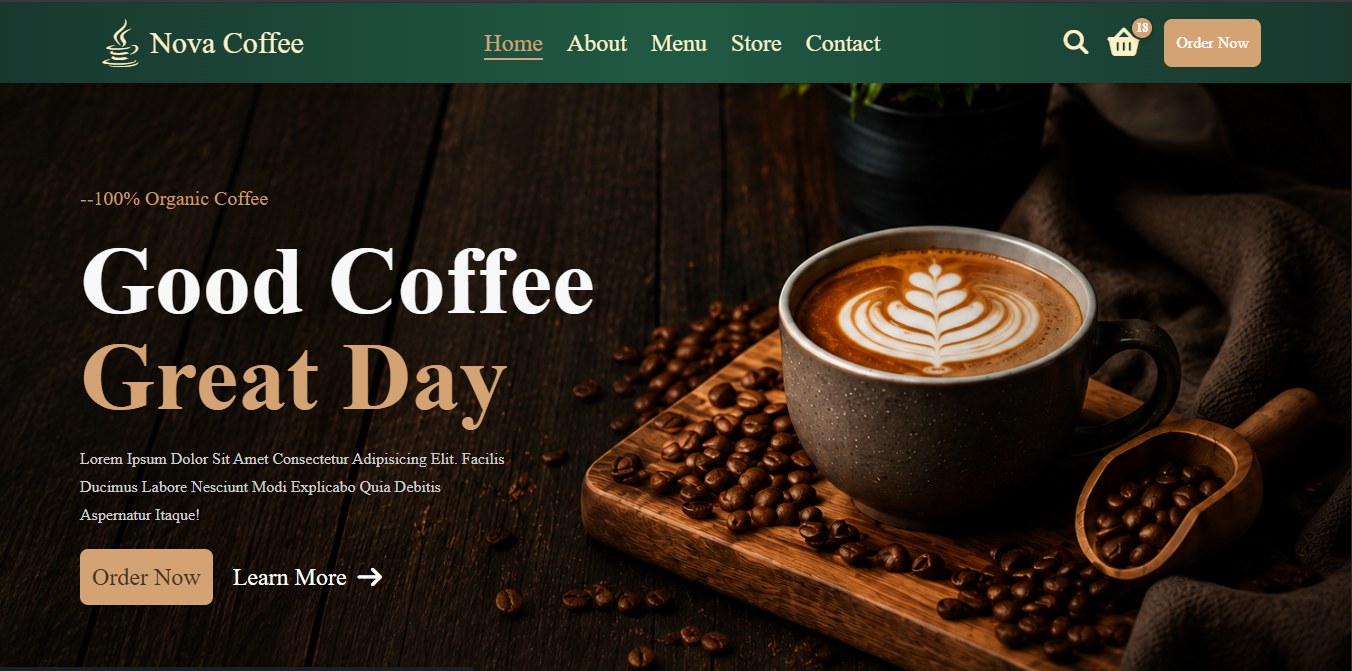 Nova Coffee
Home About Menu Store Contact
18
Order Now
--100% Organic Coffee
Good Coffee
Great Day
Lorem Ipsum Dolor Sit Amet Consectetur Adipisicing Elit. Facilis
Ducimus Labore Nesciunt Modi Explicabo Quia Debitis
Aspernatur Itaque!
Order Now Learn More